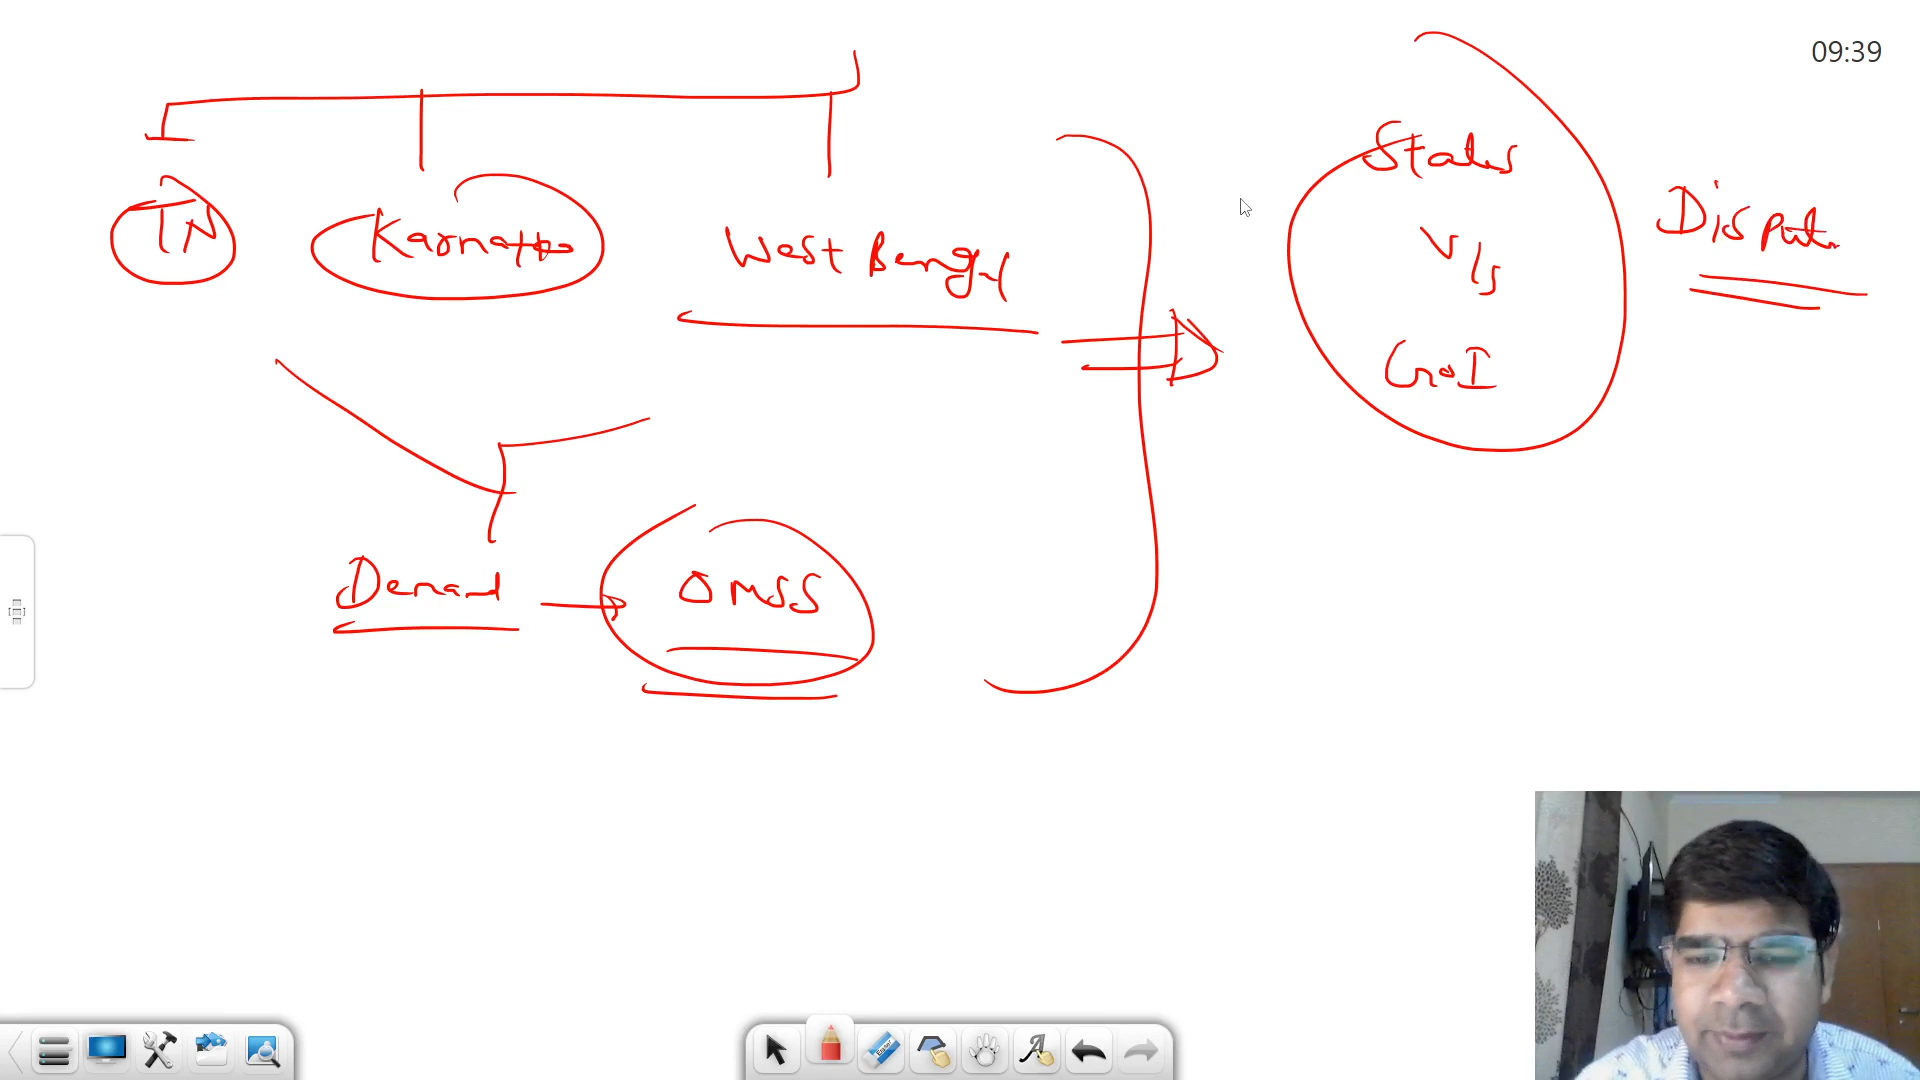 09:39
TN Karnataka West Bengal
States
V/s
GoI
Dispute
Demand → OMSS